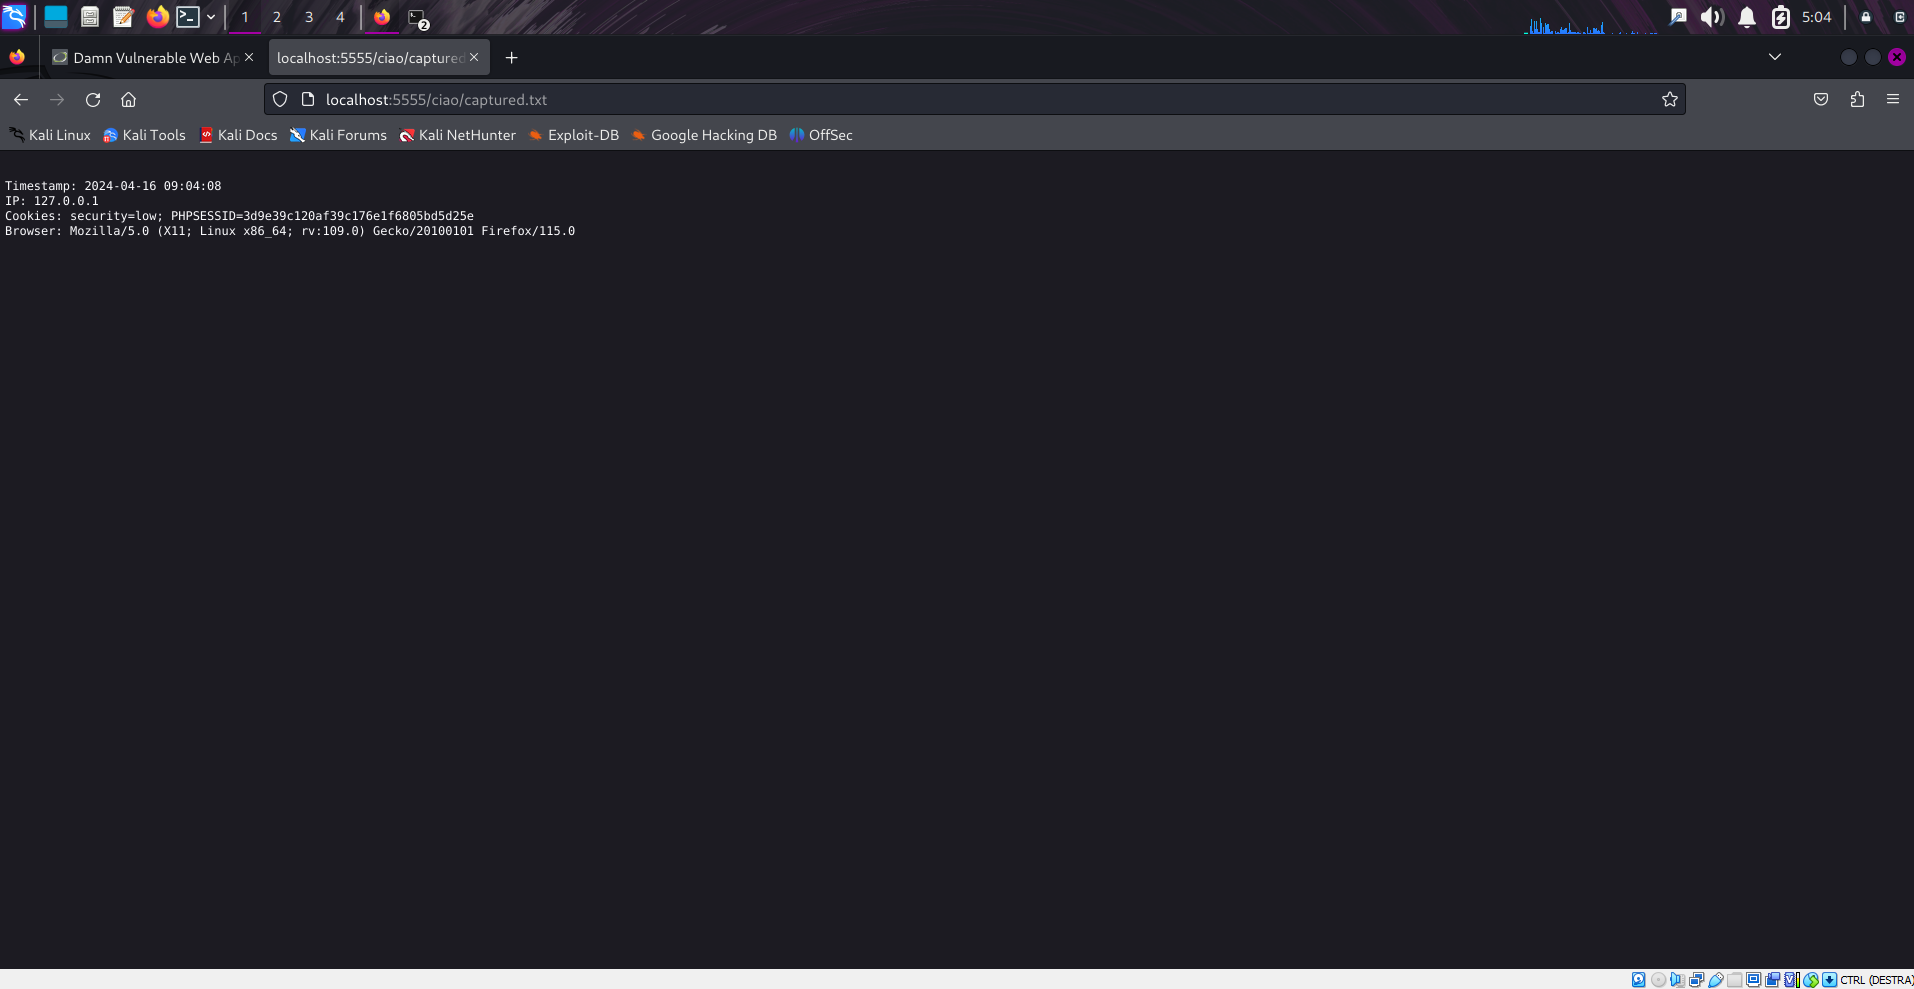 1 2 3 4 2 5:04
Damn Vulnerable Web Ap localhost:5555/ciao/captured
localhost:5555/ciao/captured.txt
Kali Linux Kali Tools Kali Docs Kali Forums Kali NetHunter Exploit-DB Google Hacking DB OffSec
Timestamp: 2024-04-16 09:04:08
IP: 127.0.0.1
Cookies: security=low; PHPSESSID=3d9e39c120af39c176e1f6805bd5d25e
Browser: Mozilla/5.0 (X11; Linux x86_64; rv:109.0) Gecko/20100101 Firefox/115.0
CTRL (DESTRA)